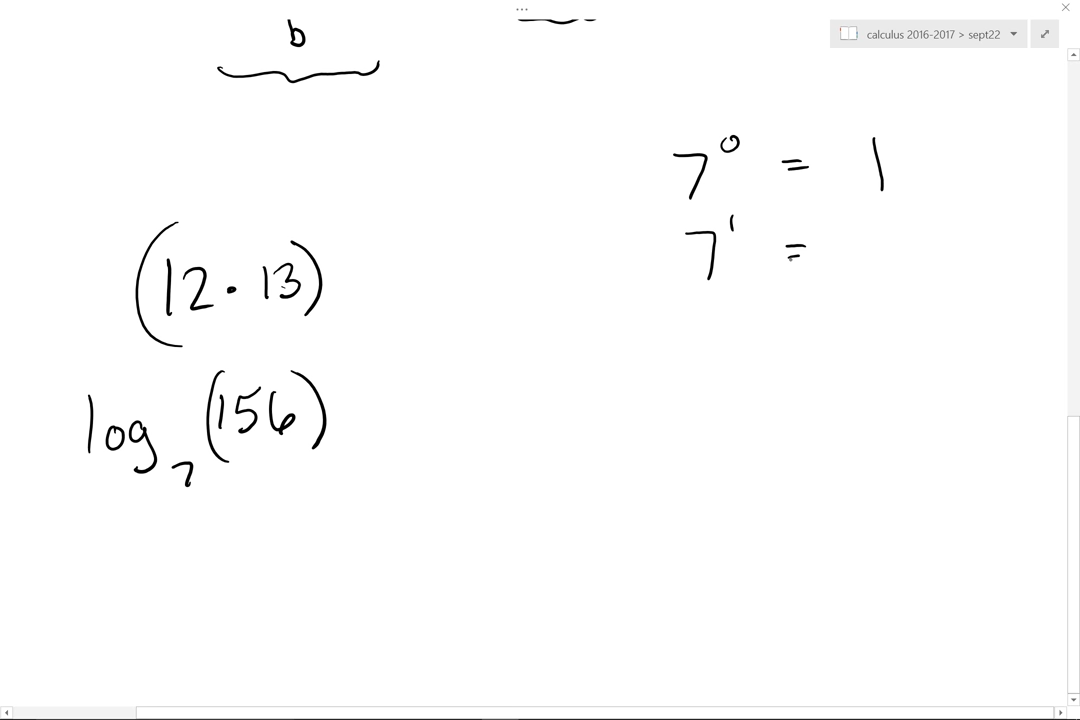 calculus 2016-2017 > sept22
b
7⁰ = 1
7¹ =
(12 · 13)
log₇ (156)